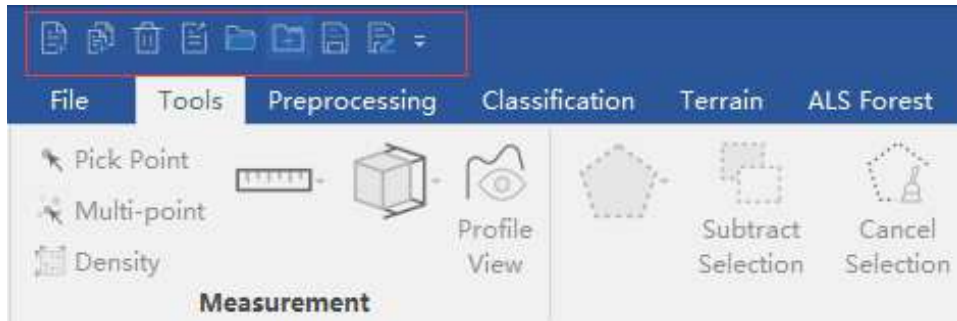 File Tools Preprocessing Classification Terrain ALS Forest
Pick Point
Multi-point
Density
Profile
View
Subtract
Selection
Cancel
Selection
Measurement